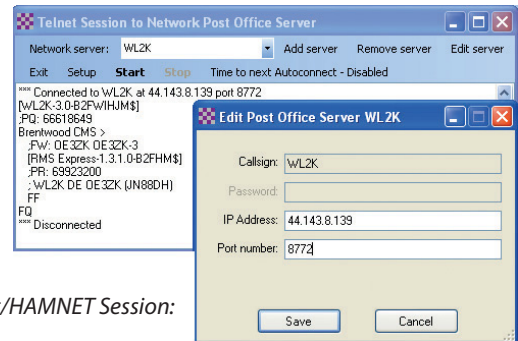 Telnet Session to Network Post Office Server
Network server: WL2K Add server Remove server Edit server
Exit Setup Start Stop Time to next Autoconnect - Disabled
*** Connected to WL2K at 44.143.8.139 port 8772
[WL2K-3.0-B2FWIHJM$]
;PQ: 66618649
Brentwood CMS >
;FW: OE3ZK OE3ZK-3
[RMS Express-1.3.1.0-B2FHM$]
;PR: 69923200
; WL2K DE OE3ZK (JN88DH)
FF
FQ
*** Disconnected
Edit Post Office Server WL2K
Callsign: WL2K
Password:
IP Address: 44.143.8.139
Port number: 8772
Save Cancel
/HAMNET Session: